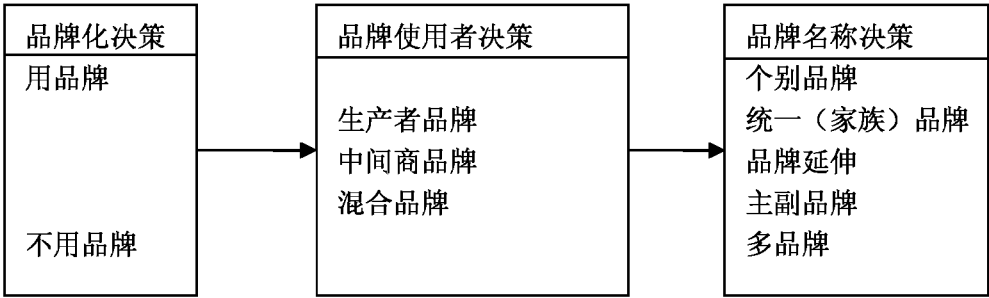 品牌化决策
用品牌
不用品牌
品牌使用者决策
生产者品牌
中间商品牌
混合品牌
品牌名称决策
个别品牌
统一（家族）品牌
品牌延伸
主副品牌
多品牌